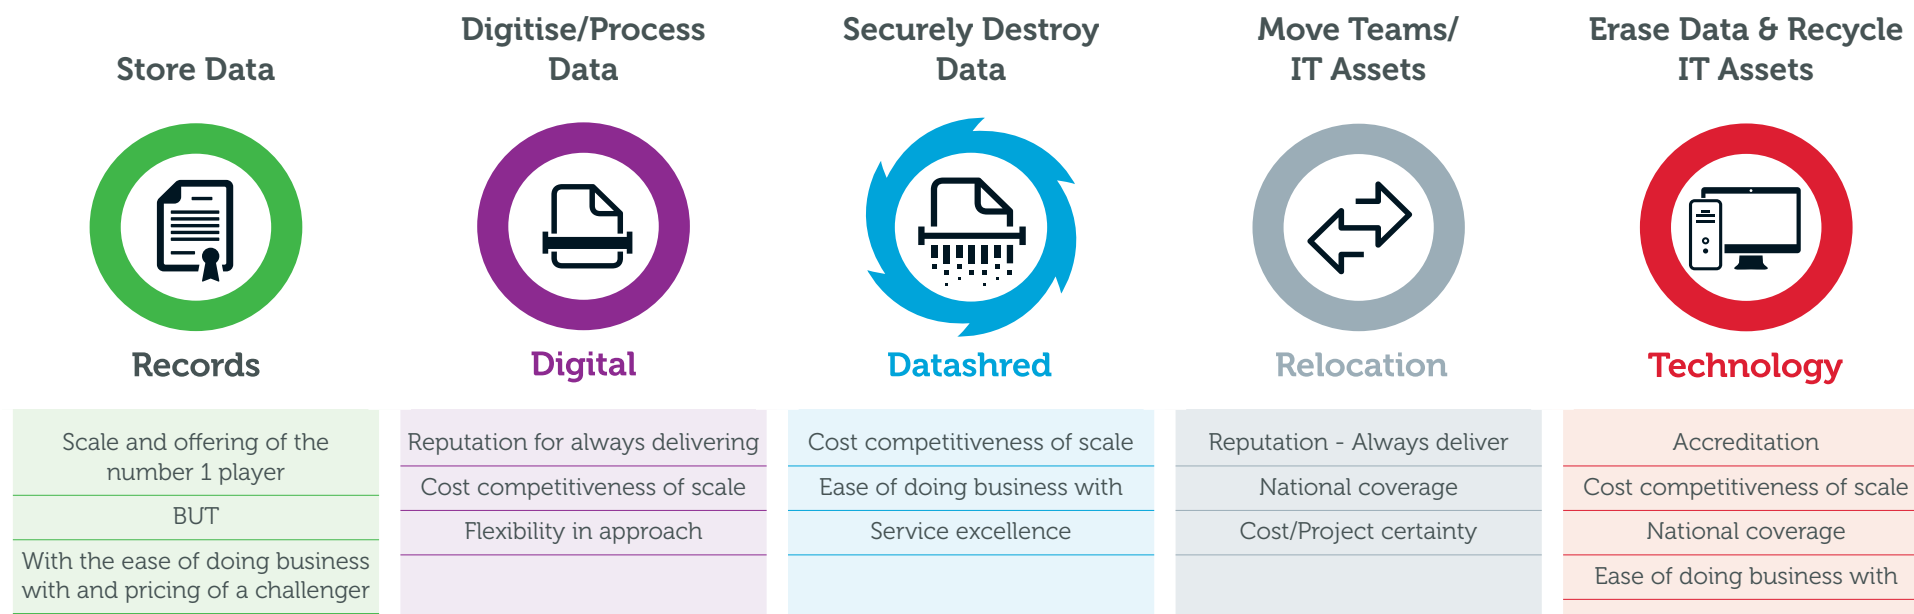 Store Data
Digitise/Process
Data
Securely Destroy
Data
Move Teams/
IT Assets
Erase Data & Recycle
IT Assets
Records
Digital
Datashred
Relocation
Technology
Scale and offering of the
number 1 player
BUT
With the ease of doing business
with and pricing of a challenger
Reputation for always delivering
Cost competitiveness of scale
Flexibility in approach
Cost competitiveness of scale
Ease of doing business with
Service excellence
Reputation - Always deliver
National coverage
Cost/Project certainty
Accreditation
Cost competitiveness of scale
National coverage
Ease of doing business with